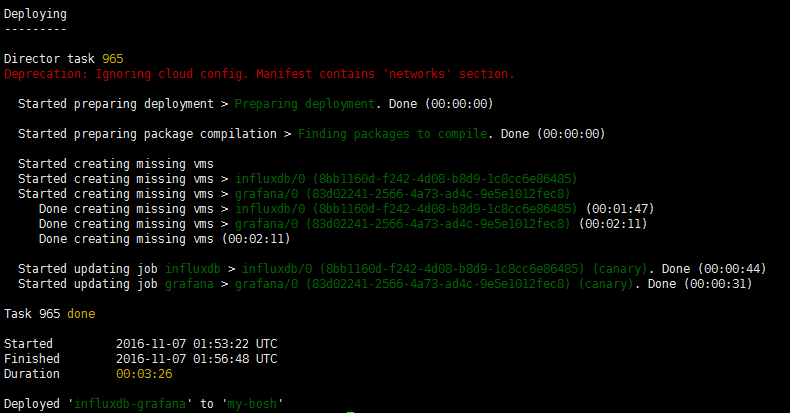 Deploying
---------
Director task 965
Deprecation: Ignoring cloud config. Manifest contains 'networks' section.
Started preparing deployment > Preparing deployment. Done (00:00:00)
Started preparing package compilation > Finding packages to compile. Done (00:00:00)
Started creating missing vms
Started creating missing vms > influxdb/0 (8bb1160d-f242-4d08-b8d9-1c8cc6e86485)
Started creating missing vms > grafana/0 (83d02241-2566-4a73-ad4c-9e5e1012fec8)
Done creating missing vms > influxdb/0 (8bb1160d-f242-4d08-b8d9-1c8cc6e86485) (00:01:47)
Done creating missing vms > grafana/0 (83d02241-2566-4a73-ad4c-9e5e1012fec8) (00:02:11)
Done creating missing vms (00:02:11)
Started updating job influxdb > influxdb/0 (8bb1160d-f242-4d08-b8d9-1c8cc6e86485) (canary). Done (00:00:44)
Started updating job grafana > grafana/0 (83d02241-2566-4a73-ad4c-9e5e1012fec8) (canary). Done (00:00:31)
Task 965 done
Started 2016-11-07 01:53:22 UTC
Finished 2016-11-07 01:56:48 UTC
Duration 00:03:26
Deployed 'influxdb-grafana' to 'my-bosh'